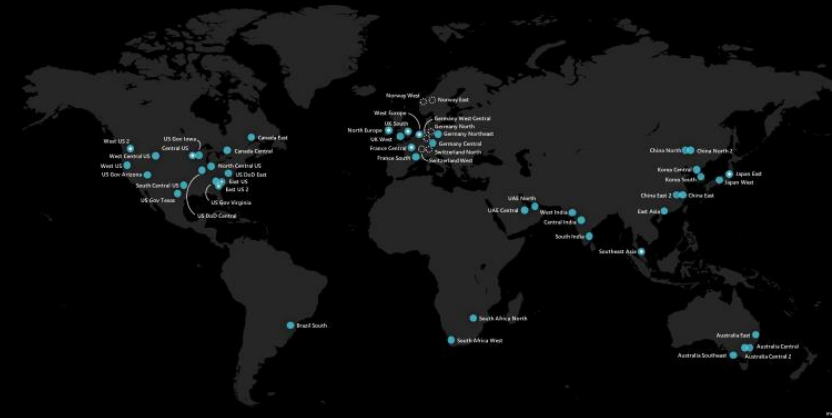 Norway West
Norway East
West Europe
UK South
North Europe
UK West
France Central
France South
Germany West Central
Germany North
Germany Northeast
Germany Central
Switzerland North
Switzerland West
US Gov Iowa
Central US
West US 2
West Central US
West US
US Gov Arizona
South Central US
US Gov Texas
Canada East
Canada Central
North Central US
US DoD East
East US
East US 2
US Gov Virginia
US DoD Central
China North
China North 2
Korea Central
Korea South
Japan East
Japan West
China East 2
China East
East Asia
UAE North
UAE Central
West India
Central India
South India
Southeast Asia
Brazil South
South Africa North
South Africa West
Australia East
Australia Central
Australia Southeast
Australia Central 2